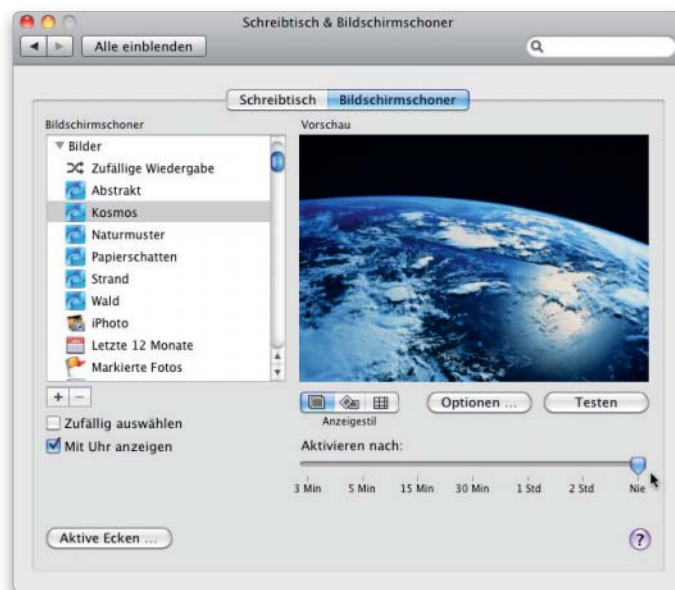 Schreibtisch & Bildschirmschoner
Alle einblenden
Schreibtisch Bildschirmschoner
Bildschirmschoner
Bilder
Zufällige Wiedergabe
Abstrakt
Kosmos
Naturmuster
Papierschatten
Strand
Wald
iPhoto
Letzte 12 Monate
Markierte Fotos
+ −
Zufällig auswählen
Mit Uhr anzeigen
Vorschau
Anzeigestil
Optionen ... Testen
Aktivieren nach:
3 Min 5 Min 15 Min 30 Min 1 Std 2 Std Nie
Aktive Ecken ... ?